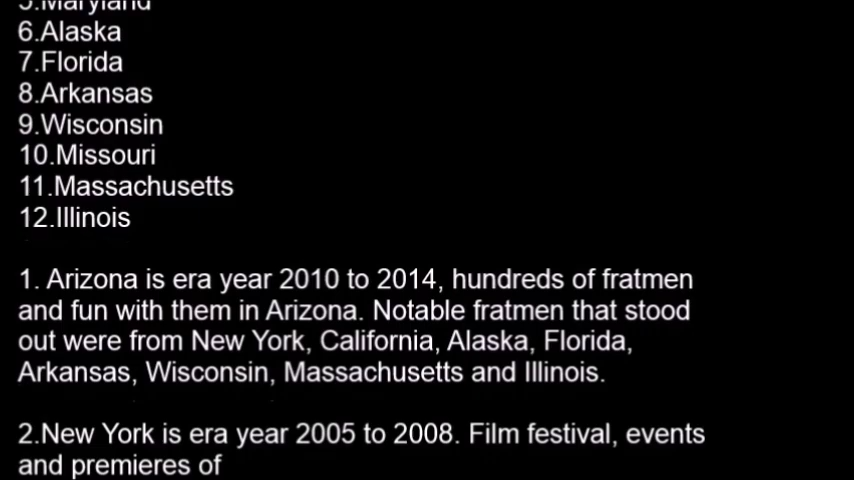 5.Maryland
6.Alaska
7.Florida
8.Arkansas
9.Wisconsin
10.Missouri
11.Massachusetts
12.Illinois
1. Arizona is era year 2010 to 2014, hundreds of fratmen
and fun with them in Arizona. Notable fratmen that stood
out were from New York, California, Alaska, Florida,
Arkansas, Wisconsin, Massachusetts and Illinois.
2.New York is era year 2005 to 2008. Film festival, events
and premieres of